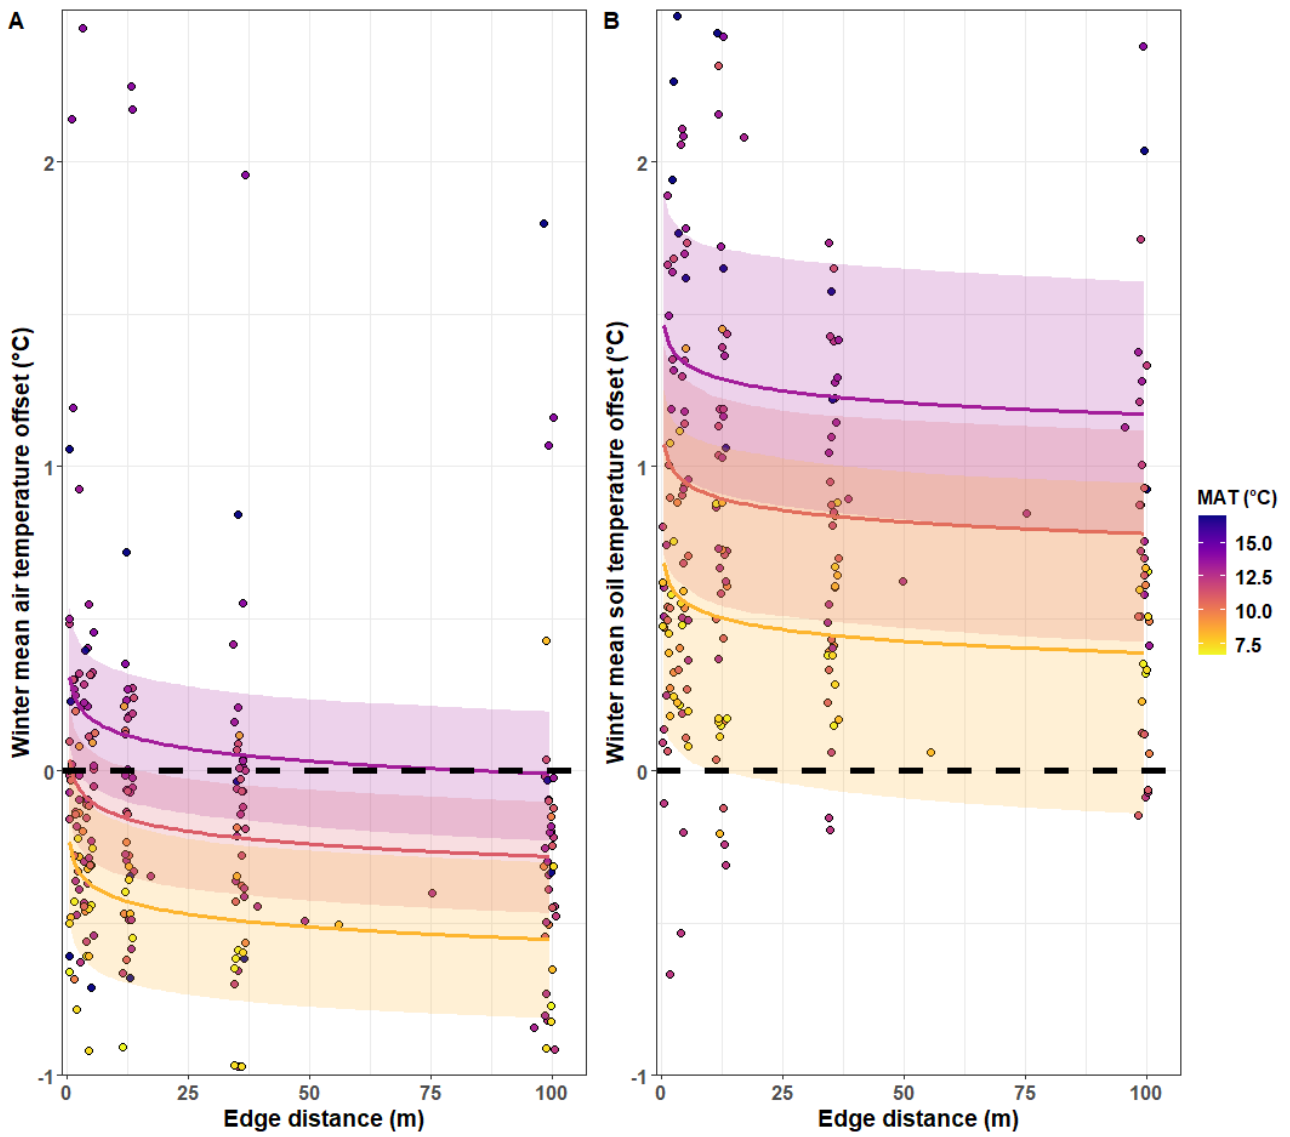 A
B
Winter mean air temperature offset (°C)
2
1
0
-1
0 25 50 75 100
Edge distance (m)
Winter mean soil temperature offset (°C)
2
1
0
-1
0 25 50 75 100
Edge distance (m)
MAT (°C)
15.0
12.5
10.0
7.5